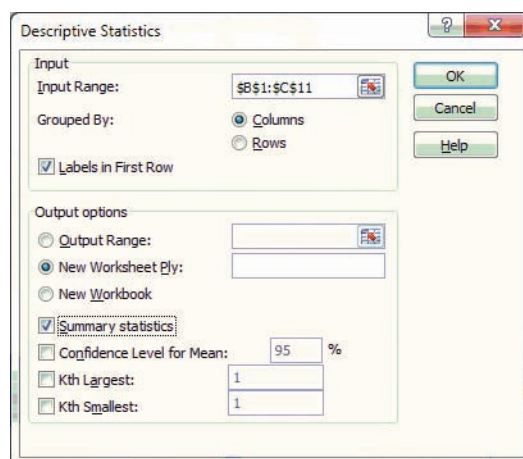 Descriptive Statistics
Input
Input Range: $B$1:$C$11
OK
Cancel
Help
Grouped By: Columns
Rows
Labels in First Row
Output options
Output Range:
New Worksheet Ply:
New Workbook
Summary statistics
Confidence Level for Mean: 95 %
Kth Largest: 1
Kth Smallest: 1